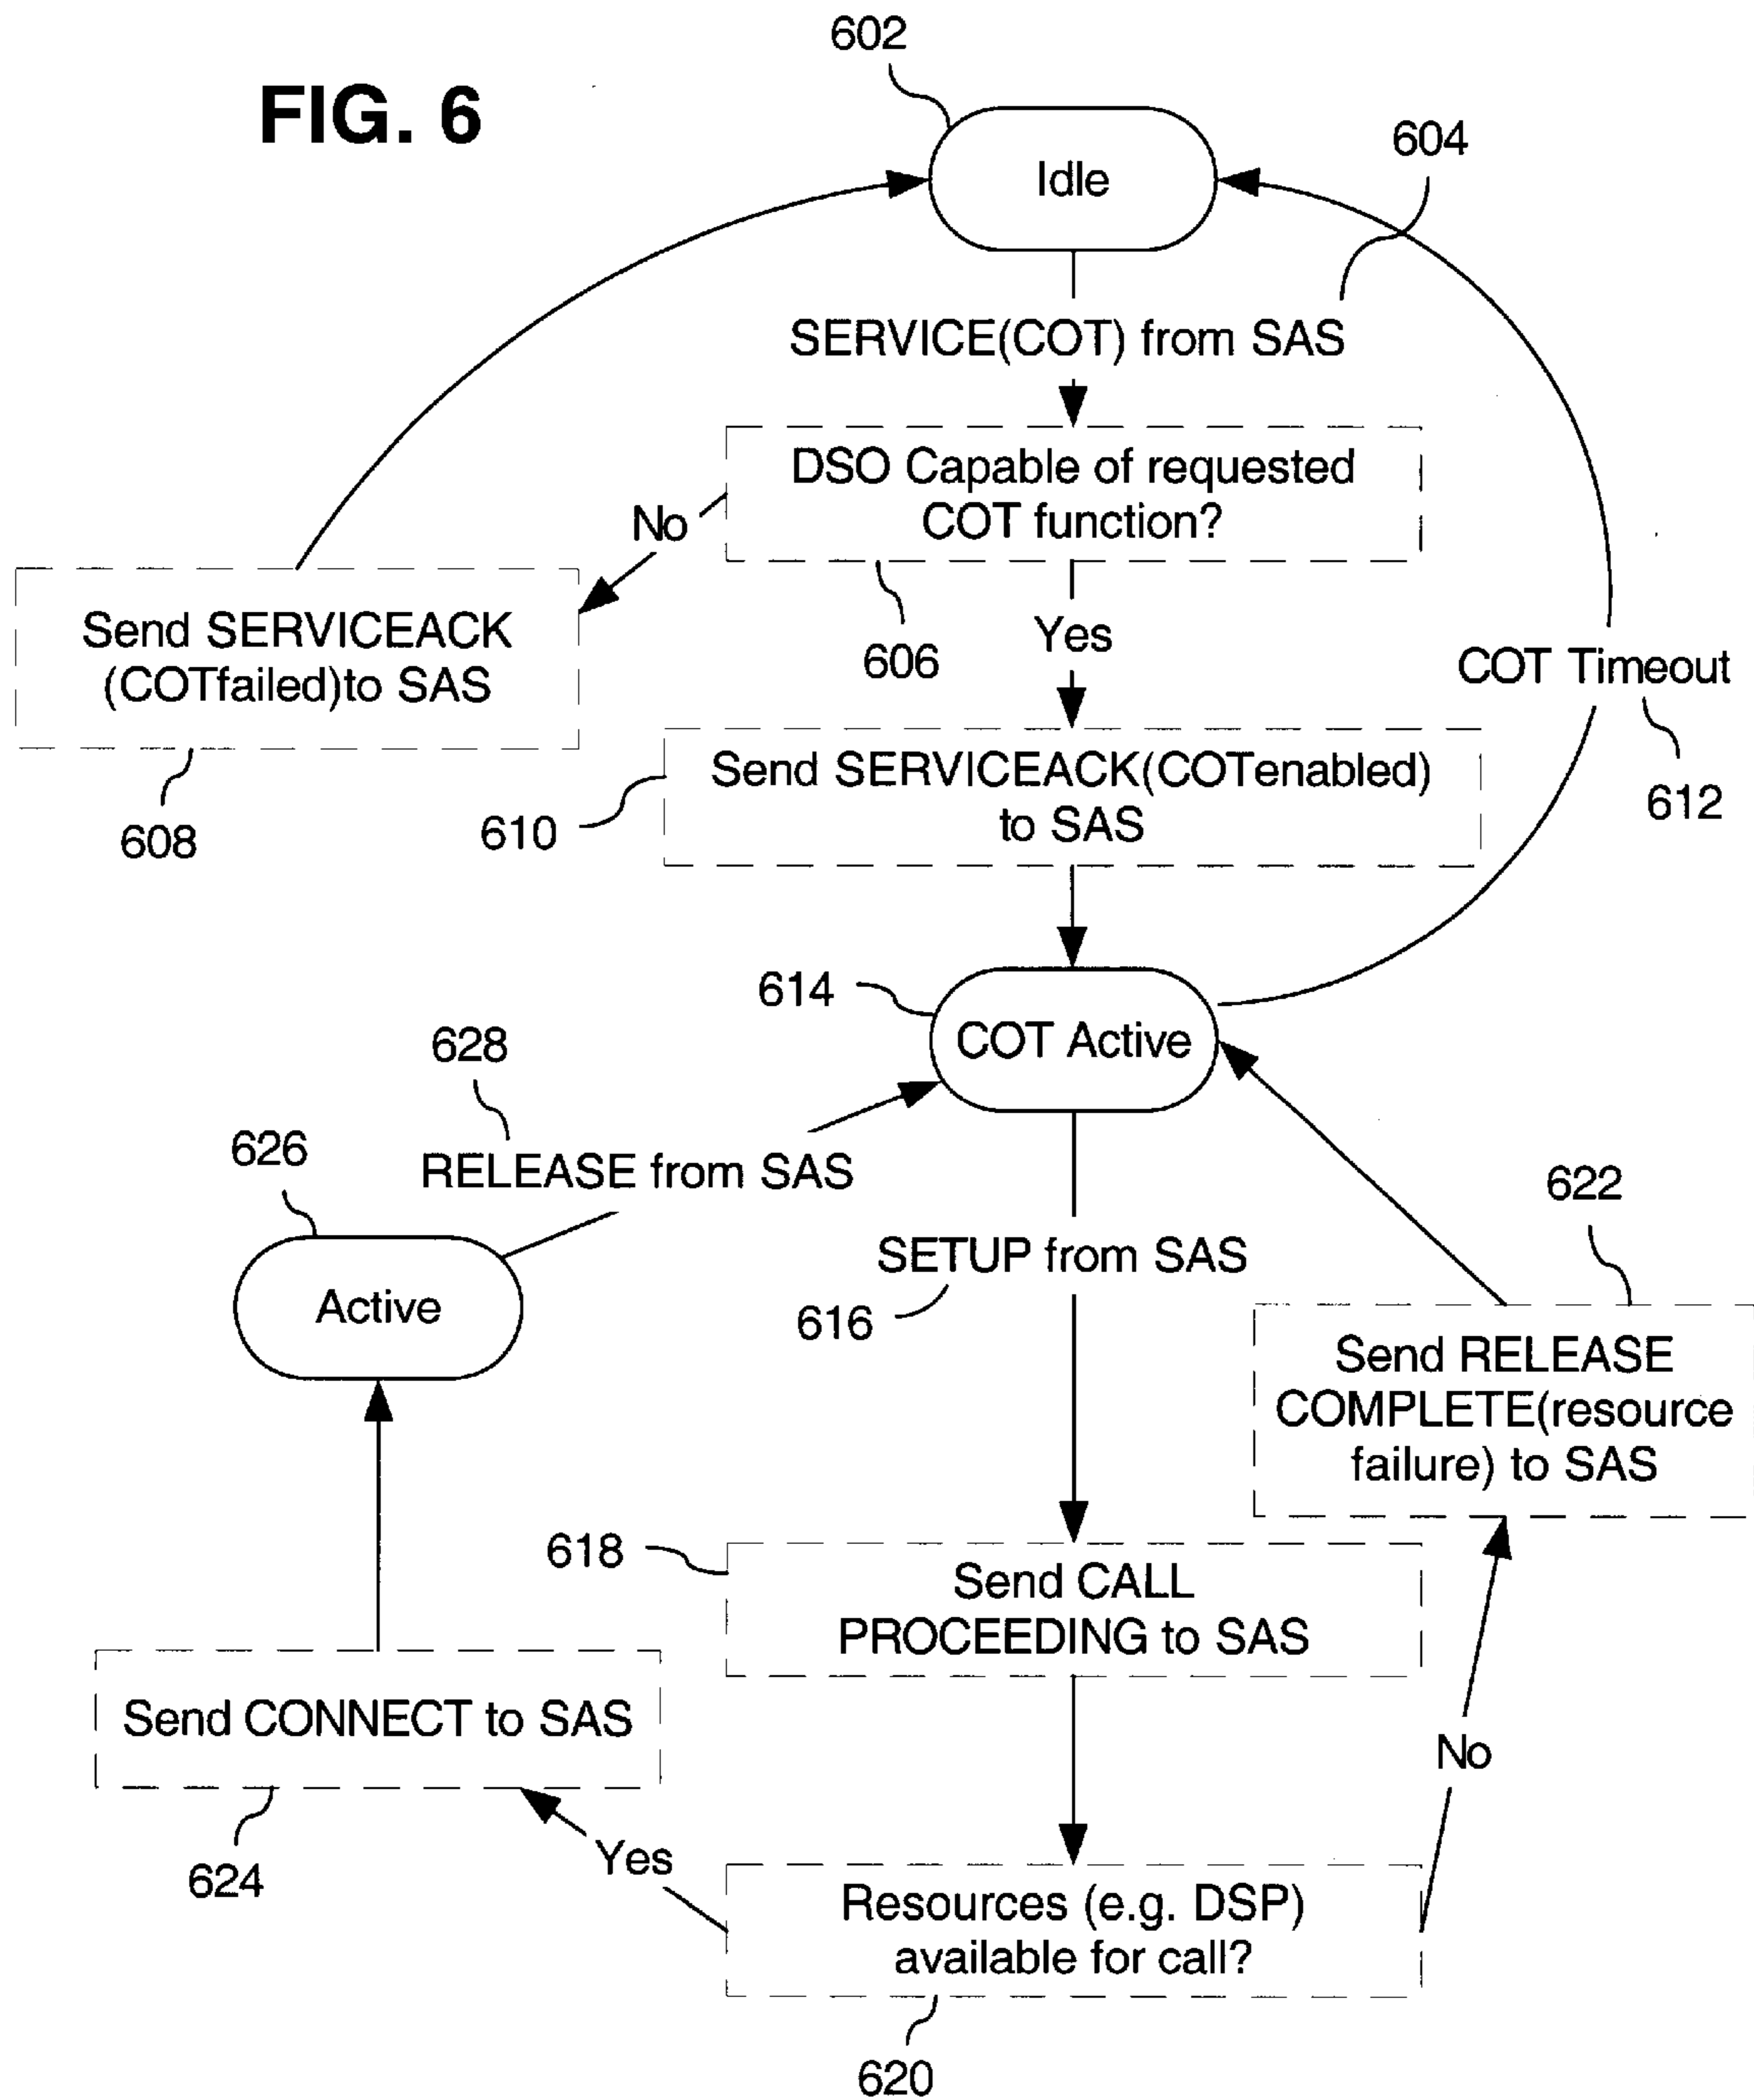 FIG. 6
602
Idle
604
SERVICE(COT) from SAS
DSO Capable of requested
COT function?
No
606
Yes
Send SERVICEACK
(COTfailed)to SAS
608
COT Timeout
612
Send SERVICEACK(COTenabled)
to SAS
610
614
COT Active
628
RELEASE from SAS
626
Active
SETUP from SAS
616
622
Send RELEASE
COMPLETE(resource
failure) to SAS
618
Send CALL
PROCEEDING to SAS
Send CONNECT to SAS
624
Yes
No
Resources (e.g. DSP)
available for call?
620